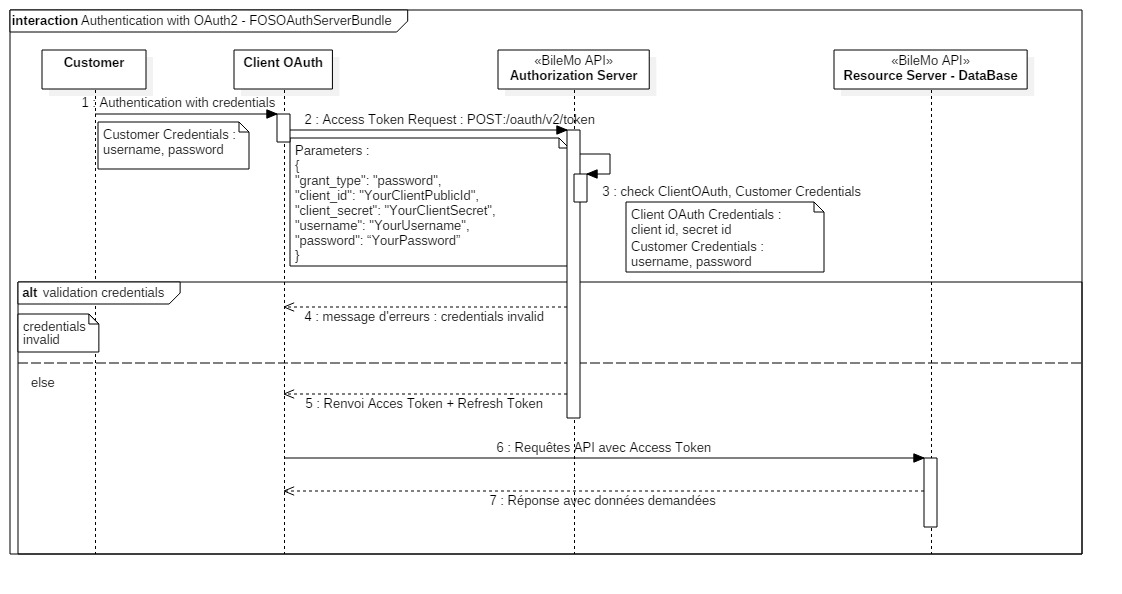 interaction Authentication with OAuth2 - FOSOAuthServerBundle
Customer
Client OAuth
«BileMo API»
Authorization Server
«BileMo API»
Resource Server - DataBase
1 : Authentication with credentials
Customer Credentials :
username, password
2 : Access Token Request : POST:/oauth/v2/token
Parameters :
{
"grant_type": "password",
"client_id": "YourClientPublicId",
"client_secret": "YourClientSecret",
"username": "YourUsername",
"password": “YourPassword”
}
3 : check ClientOAuth, Customer Credentials
Client OAuth Credentials :
client id, secret id
Customer Credentials :
username, password
alt validation credentials
credentials
invalid
4 : message d'erreurs : credentials invalid
else
5 : Renvoi Acces Token + Refresh Token
6 : Requêtes API avec Access Token
7 : Réponse avec données demandées